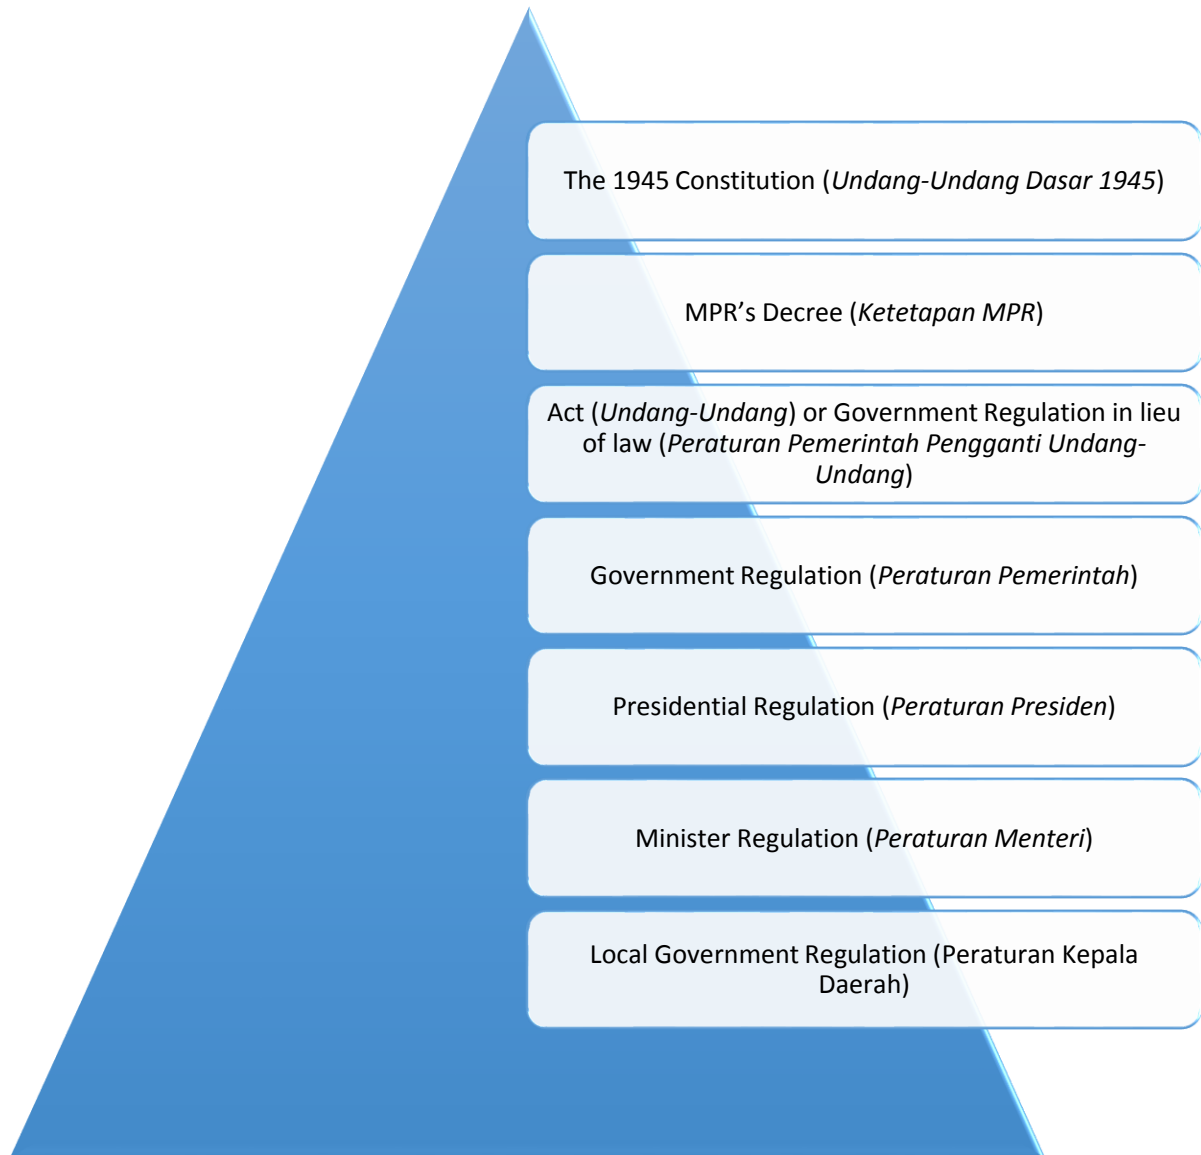 The 1945 Constitution (Undang-Undang Dasar 1945)
MPR’s Decree (Ketetapan MPR)
Act (Undang-Undang) or Government Regulation in lieu
of law (Peraturan Pemerintah Pengganti Undang-
Undang)
Government Regulation (Peraturan Pemerintah)
Presidential Regulation (Peraturan Presiden)
Minister Regulation (Peraturan Menteri)
Local Government Regulation (Peraturan Kepala
Daerah)